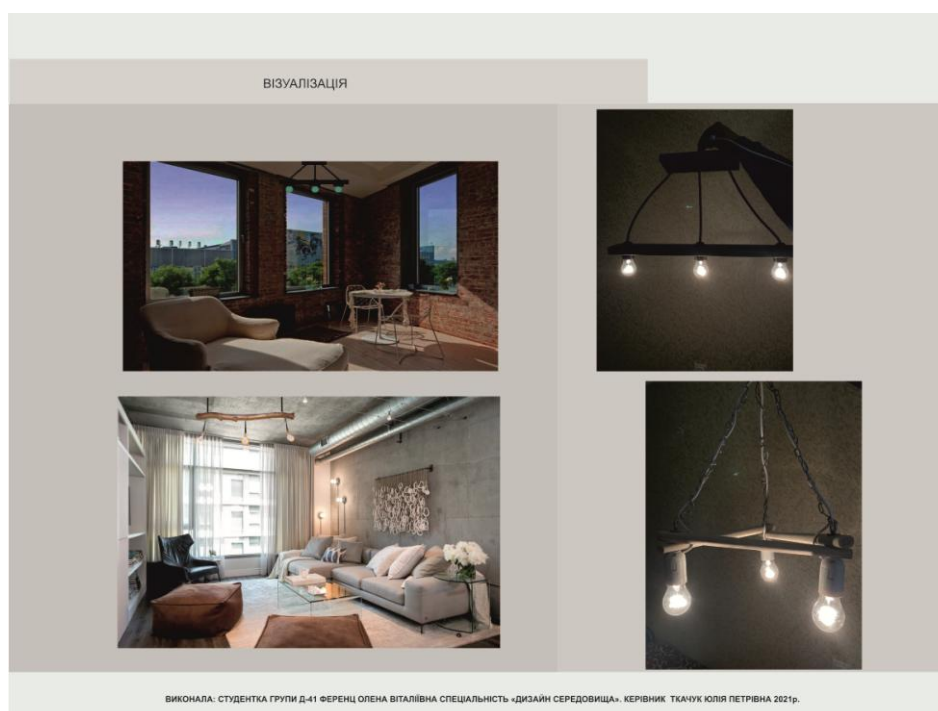 ВІЗУАЛІЗАЦІЯ
ВИКОНАЛА: СТУДЕНТКА ГРУПИ Д-41 ФЕРЕНЦ ОЛЕНА ВІТАЛІЇВНА СПЕЦІАЛЬНІСТЬ «ДИЗАЙН СЕРЕДОВИЩА». КЕРІВНИК ТКАЧУК ЮЛІЯ ПЕТРІВНА 2021р.